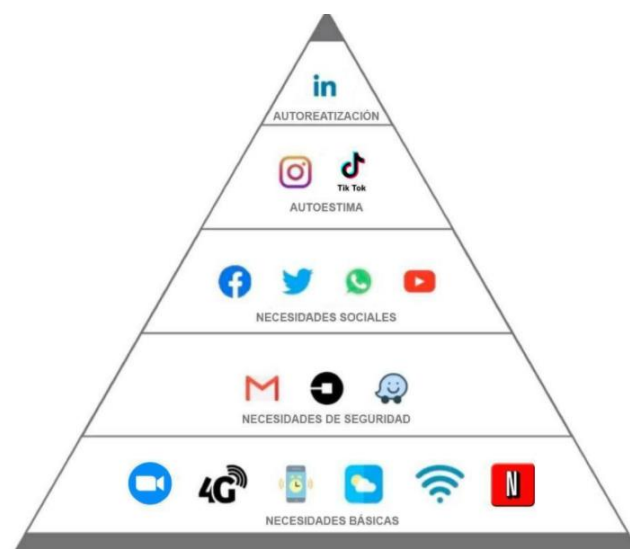 in
AUTOREATIZACIÓN
Tik Tok
AUTOESTIMA
NECESIDADES SOCIALES
NECESIDADES DE SEGURIDAD
4G
N
NECESIDADES BÁSICAS